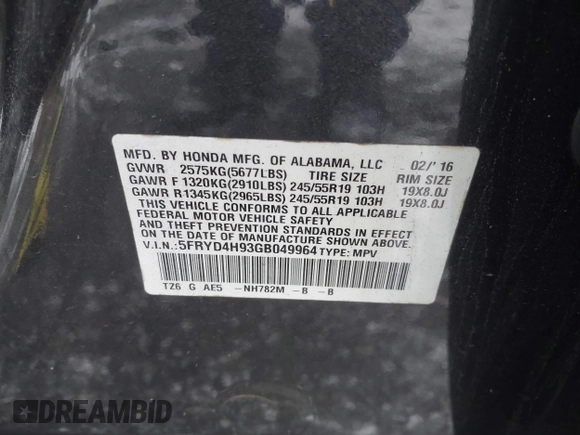 MFD. BY HONDA MFG. OF ALABAMA, LLC 02/' 16
GVWR 2575KG(5677LBS) TIRE SIZE RIM SIZE
GAWR F 1320KG(2910LBS) 245/55R19 103H 19X8.0J
GAWR R1345KG(2965LBS) 245/55R19 103H 19X8.0J
THIS VEHICLE CONFORMS TO ALL APPLICABLE
FEDERAL MOTOR VEHICLE SAFETY
AND THEFT PREVENTION STANDARDS IN EFFECT
ON THE DATE OF MANUFACTURE SHOWN ABOVE.
V.I.N.: 5FRYD4H93GB049964 TYPE: MPV
TZ6 G AE5 -NH782M -B -B
DREAMBID